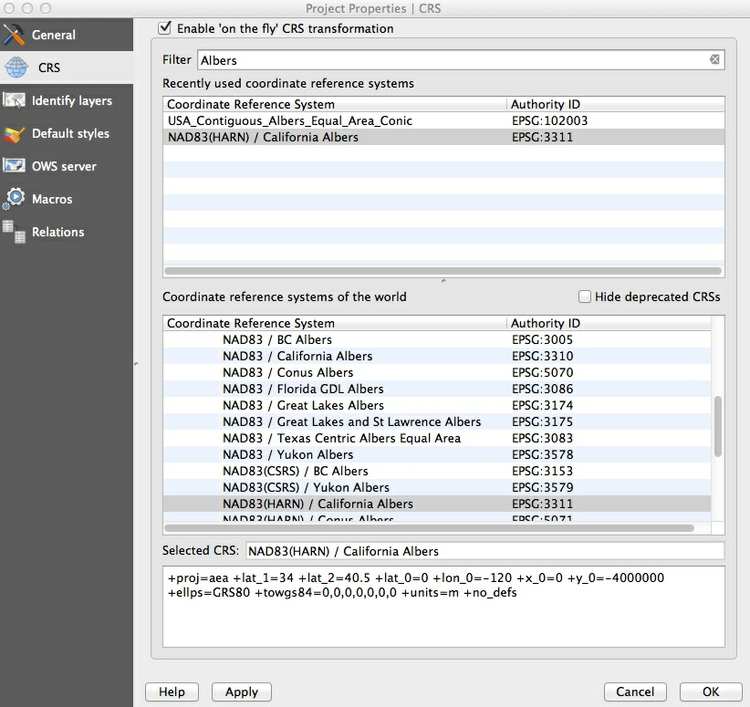 Project Properties | CRS
General
CRS
Identify layers
Default styles
OWS server
Macros
Relations
Enable 'on the fly' CRS transformation
Filter Albers
Recently used coordinate reference systems
Coordinate Reference System Authority ID
USA_Contiguous_Albers_Equal_Area_Conic EPSG:102003
NAD83(HARN) / California Albers EPSG:3311
Coordinate reference systems of the world Hide deprecated CRSs
Coordinate Reference System Authority ID
NAD83 / BC Albers EPSG:3005
NAD83 / California Albers EPSG:3310
NAD83 / Conus Albers EPSG:5070
NAD83 / Florida GDL Albers EPSG:3086
NAD83 / Great Lakes Albers EPSG:3174
NAD83 / Great Lakes and St Lawrence Albers EPSG:3175
NAD83 / Texas Centric Albers Equal Area EPSG:3083
NAD83 / Yukon Albers EPSG:3578
NAD83(CSRS) / BC Albers EPSG:3153
NAD83(CSRS) / Yukon Albers EPSG:3579
NAD83(HARN) / California Albers EPSG:3311
NAD83(HARN) / Conus Albers EPSG:5071
Selected CRS: NAD83(HARN) / California Albers
+proj=aea +lat_1=34 +lat_2=40.5 +lat_0=0 +lon_0=-120 +x_0=0 +y_0=-4000000
+ellps=GRS80 +towgs84=0,0,0,0,0,0,0 +units=m +no_defs
Help Apply Cancel OK